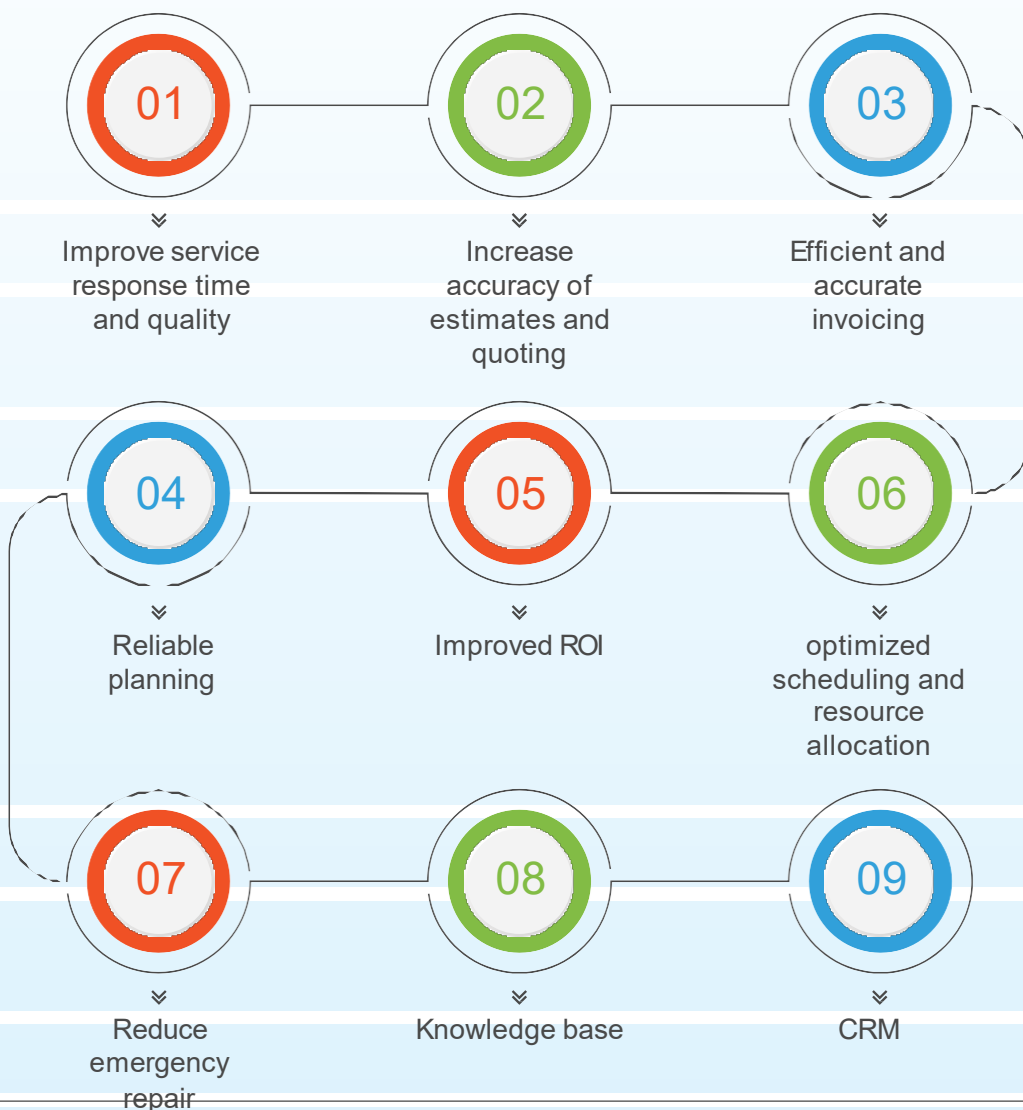 01
Improve service
response time
and quality
02
Increase
accuracy of
estimates and
quoting
03
Efficient and
accurate
invoicing
04
Reliable
planning
05
Improved ROI
06
optimized
scheduling and
resource
allocation
07
Reduce
emergency
repair
08
Knowledge base
09
CRM